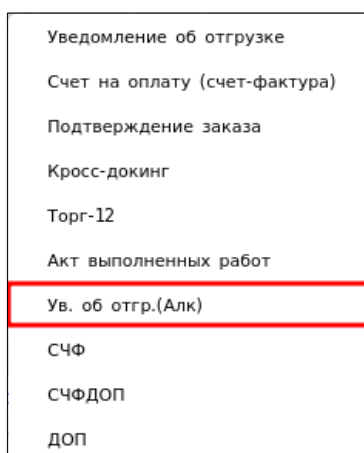 Уведомление об отгрузке
Счет на оплату (счет-фактура)
Подтверждение заказа
Кросс-докинг
Торг-12
Акт выполненных работ
Ув. об отгр.(Алк)
СЧФ
СЧФДОП
ДОП